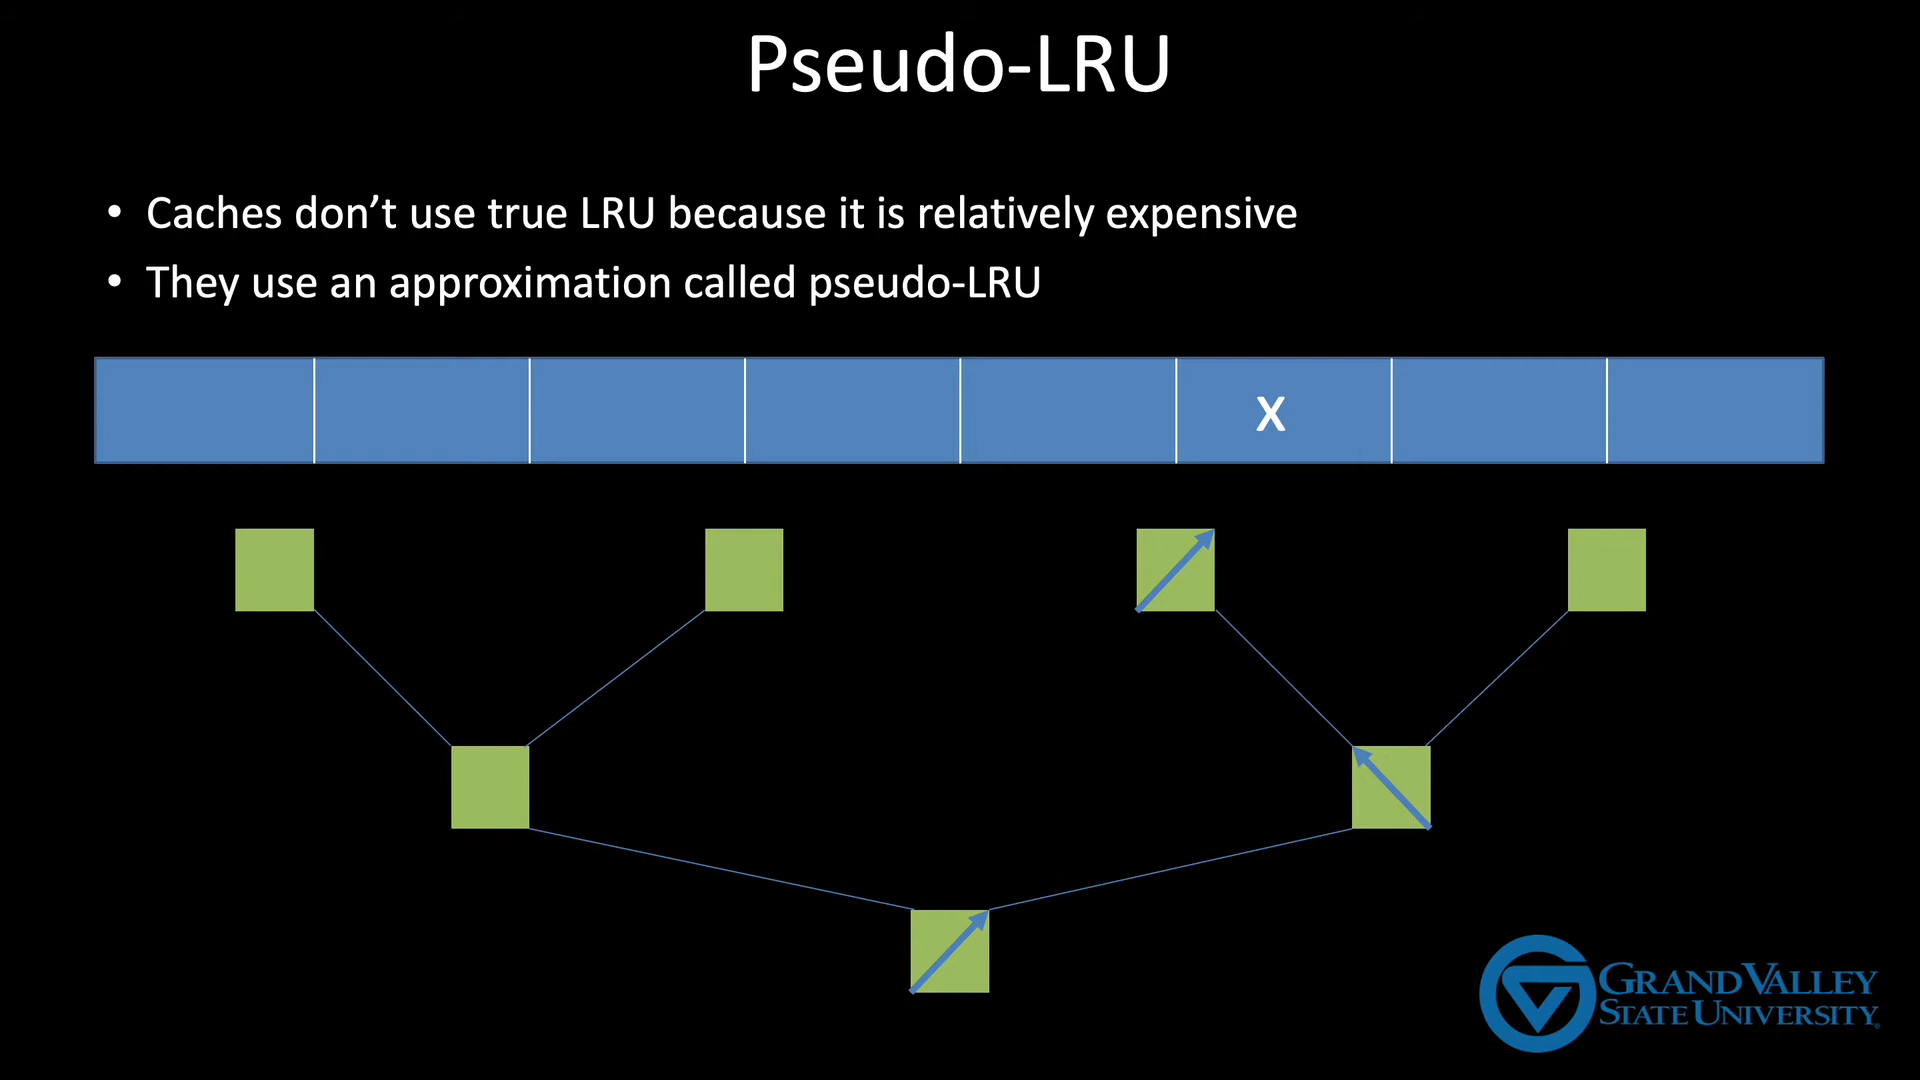 Pseudo-LRU
• Caches don’t use true LRU because it is relatively expensive
• They use an approximation called pseudo-LRU
X
GRAND VALLEY
STATE UNIVERSITY